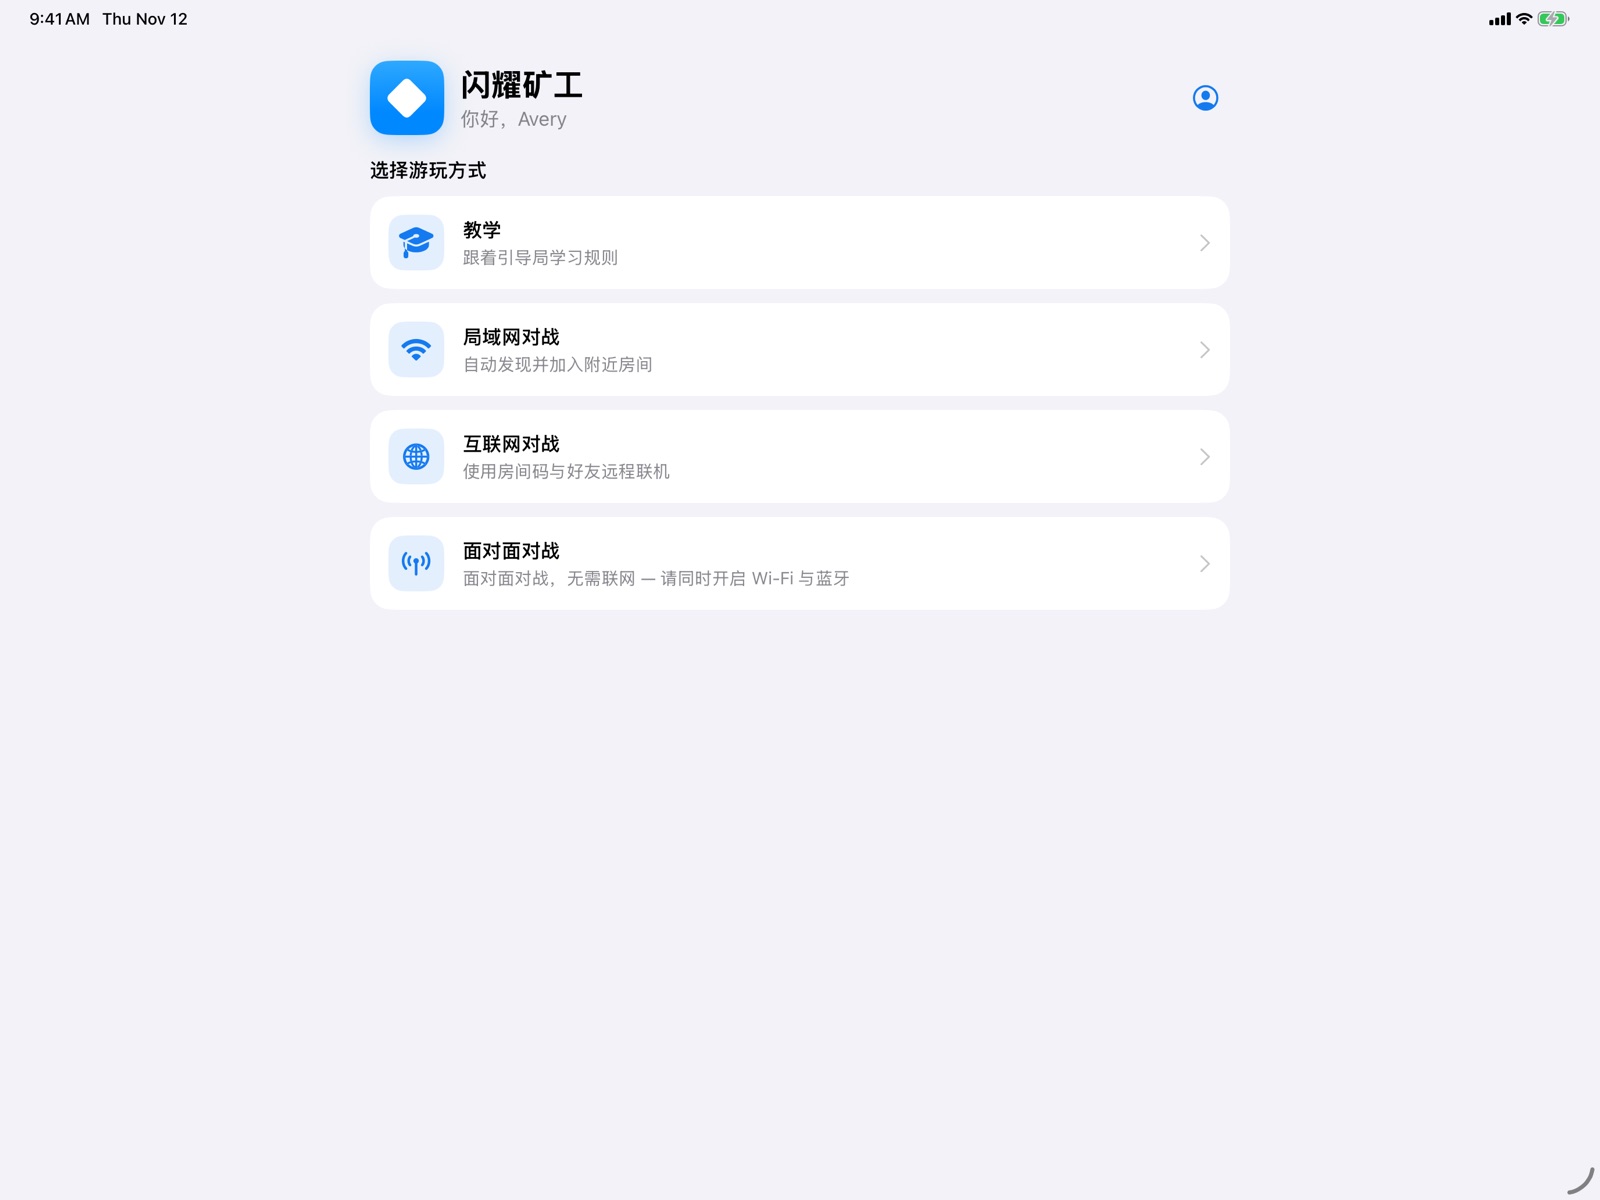 9:41 AM Thu Nov 12
闪耀矿工
你好，Avery
选择游玩方式
教学
跟着引导局学习规则
局域网对战
自动发现并加入附近房间
互联网对战
使用房间码与好友远程联机
面对面对战
面对面对战，无需联网 — 请同时开启 Wi-Fi 与蓝牙